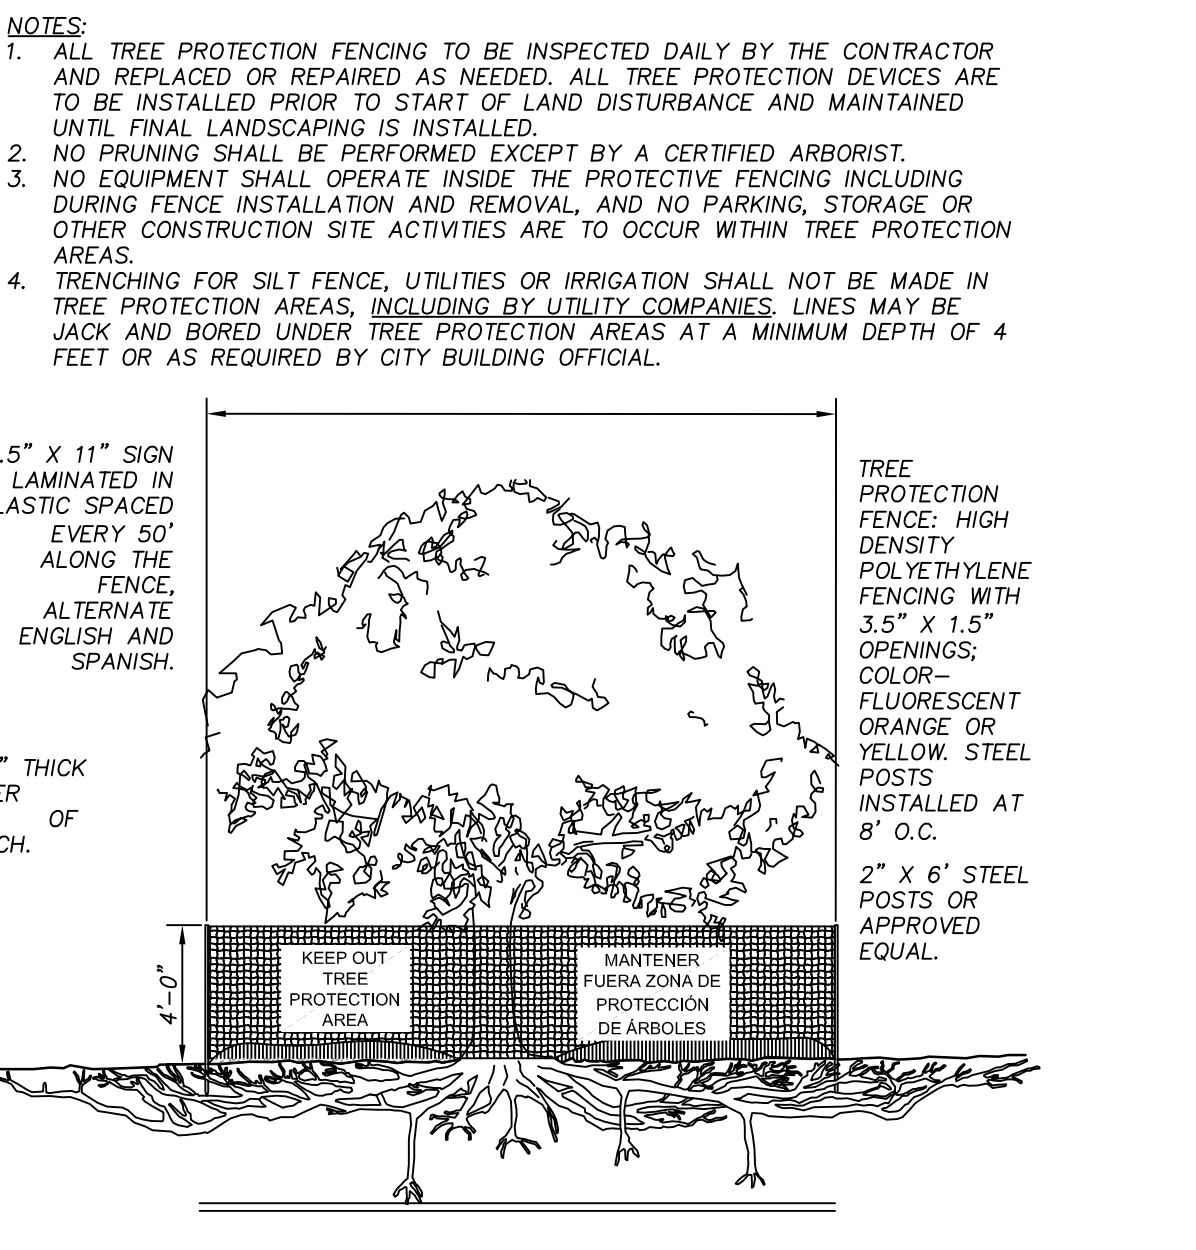 NOTES:
1. ALL TREE PROTECTION FENCING TO BE INSPECTED DAILY BY THE CONTRACTOR
AND REPLACED OR REPAIRED AS NEEDED. ALL TREE PROTECTION DEVICES ARE
TO BE INSTALLED PRIOR TO START OF LAND DISTURBANCE AND MAINTAINED
UNTIL FINAL LANDSCAPING IS INSTALLED.
2. NO PRUNING SHALL BE PERFORMED EXCEPT BY A CERTIFIED ARBORIST.
3. NO EQUIPMENT SHALL OPERATE INSIDE THE PROTECTIVE FENCING INCLUDING
DURING FENCE INSTALLATION AND REMOVAL, AND NO PARKING, STORAGE OR
OTHER CONSTRUCTION SITE ACTIVITIES ARE TO OCCUR WITHIN TREE PROTECTION
AREAS.
4. TRENCHING FOR SILT FENCE, UTILITIES OR IRRIGATION SHALL NOT BE MADE IN
TREE PROTECTION AREAS, INCLUDING BY UTILITY COMPANIES. LINES MAY BE
JACK AND BORED UNDER TREE PROTECTION AREAS AT A MINIMUM DEPTH OF 4
FEET OR AS REQUIRED BY CITY BUILDING OFFICIAL.
.5" X 11" SIGN
LAMINATED IN
LASTIC SPACED
EVERY 50'
ALONG THE
FENCE,
ALTERNATE
ENGLISH AND
SPANISH.
" THICK
ER
OF
CH.
TREE
PROTECTION
FENCE: HIGH
DENSITY
POLYETHYLENE
FENCING WITH
3.5" X 1.5"
OPENINGS;
COLOR–
FLUORESCENT
ORANGE OR
YELLOW. STEEL
POSTS
INSTALLED AT
8' O.C.
2" X 6' STEEL
POSTS OR
APPROVED
EQUAL.
4'–0"
KEEP OUT
TREE
PROTECTION
AREA
MANTENER
FUERA ZONA DE
PROTECCIÓN
DE ÁRBOLES